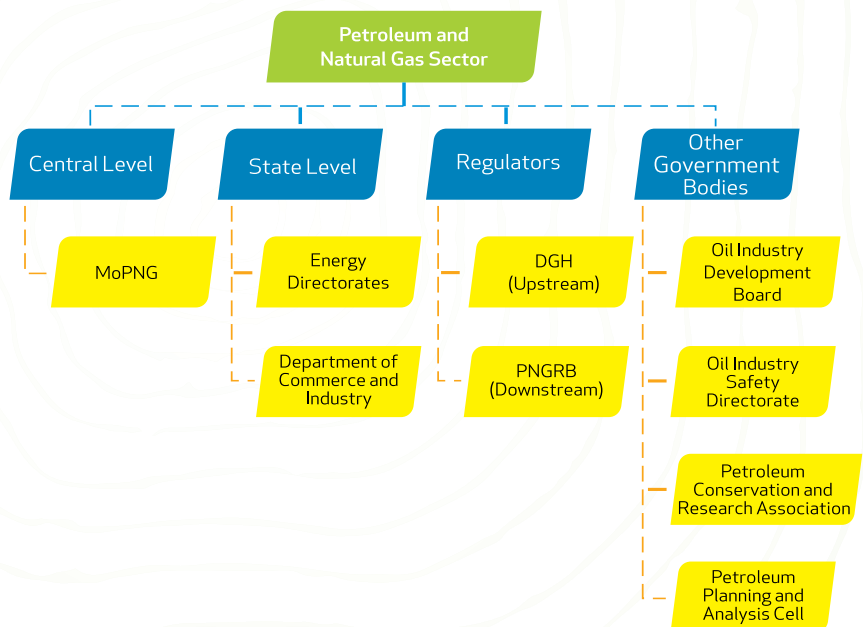 Petroleum and
Natural Gas Sector
Central Level
State Level
Regulators
Other
Government
Bodies
MoPNG
Energy
Directorates
Department of
Commerce and
Industry
DGH
(Upstream)
PNGRB
(Downstream)
Oil Industry
Development
Board
Oil Industry
Safety
Directorate
Petroleum
Conservation and
Research Association
Petroleum
Planning and
Analysis Cell